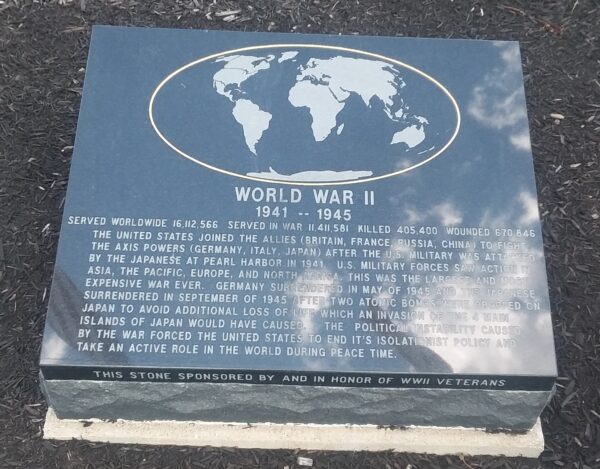 WORLD WAR II
1941 -- 1945
SERVED WORLDWIDE 16,112,566 SERVED IN WAR 11,411,581 KILLED 405,400 WOUNDED 670,846
THE UNITED STATES JOINED THE ALLIES (BRITAIN, FRANCE, RUSSIA, CHINA) TO FIGHT
THE AXIS POWERS (GERMANY, ITALY, JAPAN) AFTER THE U.S. MILITARY WAS ATTACKED
BY THE JAPANESE AT PEARL HARBOR IN 1941. U.S. MILITARY FORCES SAW ACTION IN
ASIA, THE PACIFIC, EUROPE, AND NORTH AFRICA. THIS WAS THE LARGEST AND MOST
EXPENSIVE WAR EVER. GERMANY SURRENDERED IN MAY OF 1945 AND THE JAPANESE
SURRENDERED IN SEPTEMBER OF 1945 AFTER TWO ATOMIC BOMBS WERE DROPPED ON
JAPAN TO AVOID ADDITIONAL LOSS OF LIFE WHICH AN INVASION OF THE 4 MAIN
ISLANDS OF JAPAN WOULD HAVE CAUSED. THE POLITICAL INSTABILITY CAUSED
BY THE WAR FORCED THE UNITED STATES TO END IT'S ISOLATIONIST POLICY AND
TAKE AN ACTIVE ROLE IN THE WORLD DURING PEACE TIME.
THIS STONE SPONSORED BY AND IN HONOR OF WWII VETERANS